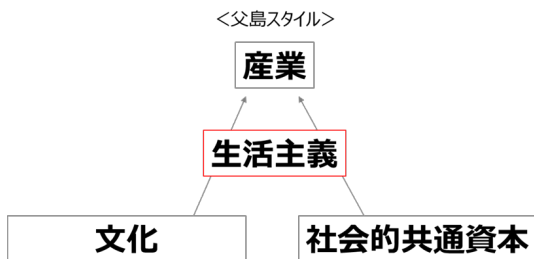 ＜父島スタイル＞
産業
生活主義
文化
社会的共通資本